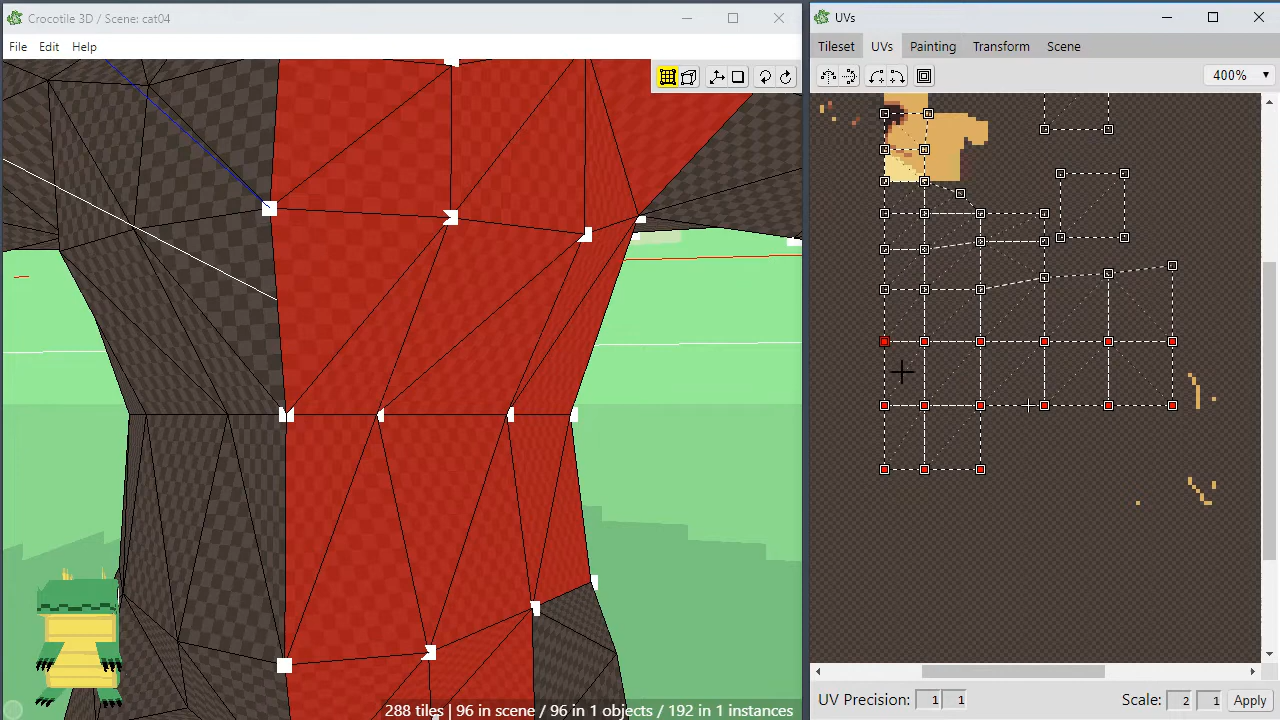 Crocotile 3D / Scene: cat04
File Edit Help
288 tiles | 96 in scene / 96 in 1 objects / 192 in 1 instances
UVs
Tileset UVs Painting Transform Scene
400%
UV Precision: 1 1 Scale: 2 1 Apply